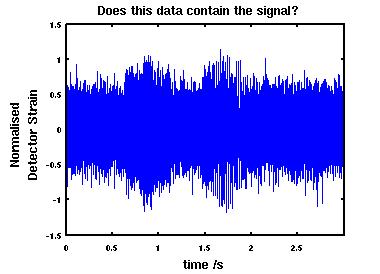 Does this data contain the signal?
1.5
1
0.5
0
-0.5
-1
-1.5
Normalised
Detector Strain
0 0.5 1 1.5 2 2.5
time /s